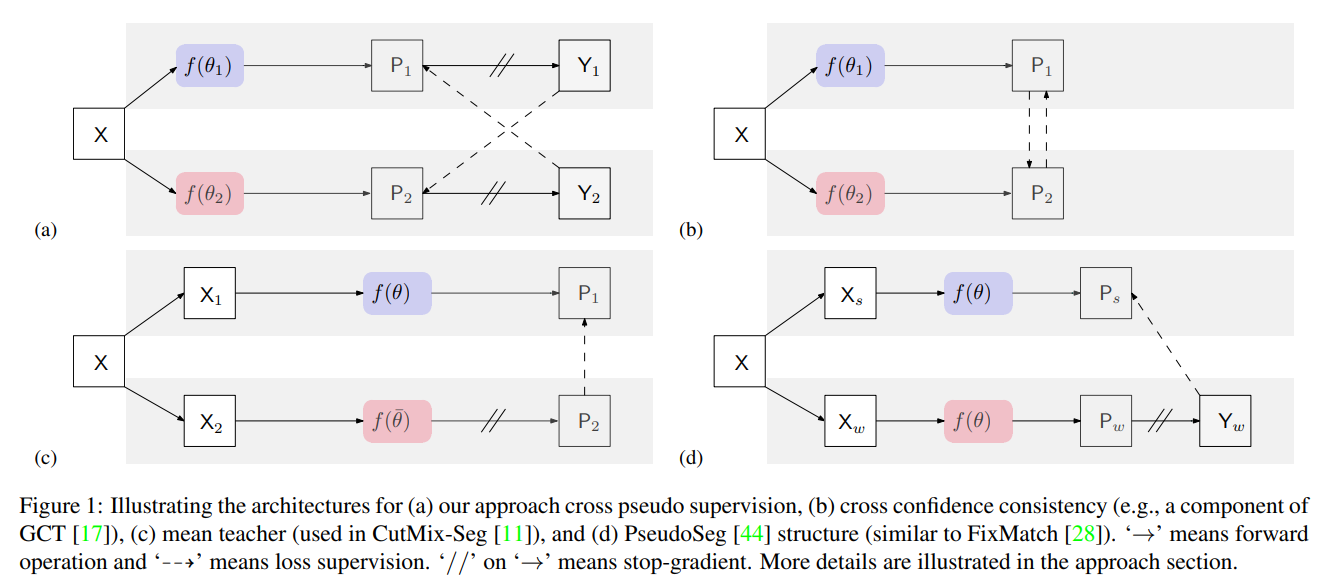 f(θ₁) P₁ // Y₁
X
f(θ₂) P₂ // Y₂
(a)
f(θ₁) P₁
X
f(θ₂) P₂
(b)
X₁ f(θ) P₁
X
X₂ f(θ̄) // P₂
(c)
Xₛ f(θ) Pₛ
X
X_w f(θ) P_w // Y_w
(d)
Figure 1: Illustrating the architectures for (a) our approach cross pseudo supervision, (b) cross confidence consistency (e.g., a component of
GCT [17]), (c) mean teacher (used in CutMix-Seg [11]), and (d) PseudoSeg [44] structure (similar to FixMatch [28]). ‘→’ means forward
operation and ‘⇢’ means loss supervision. ‘//’ on ‘→’ means stop-gradient. More details are illustrated in the approach section.